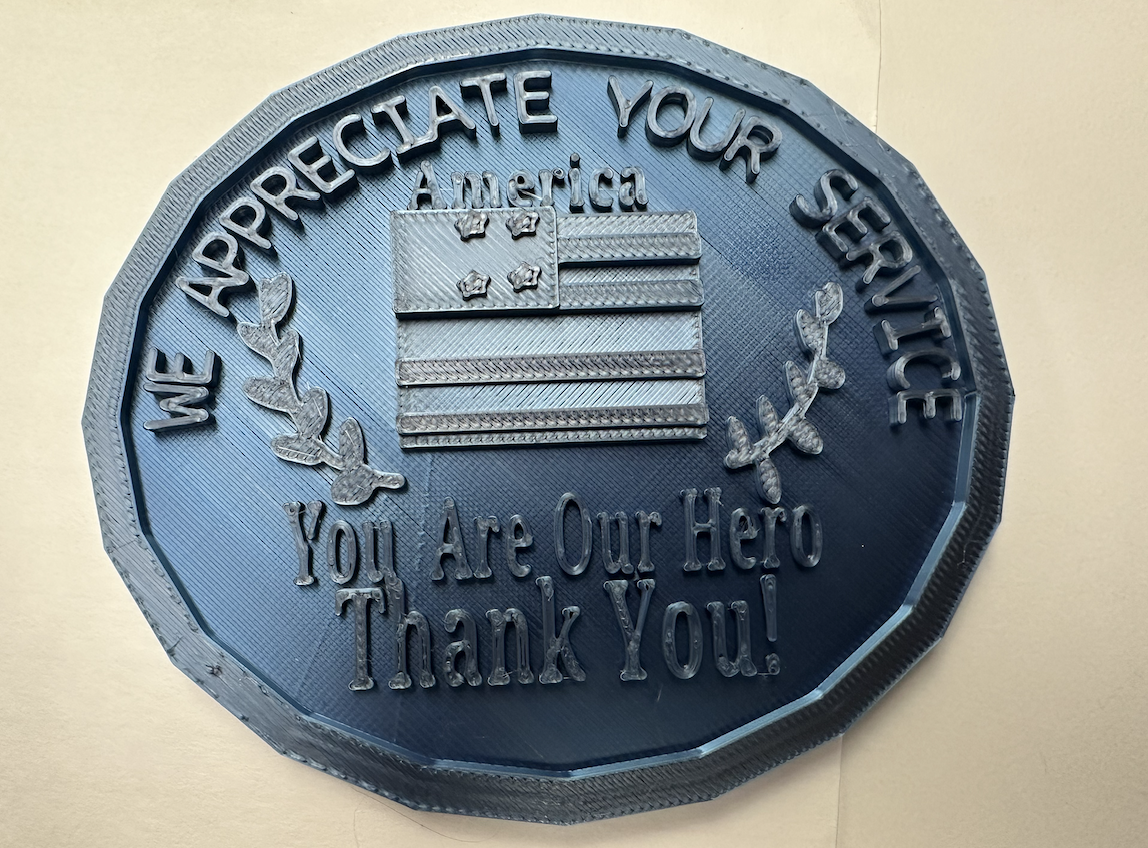 WE APPRECIATE YOUR SERVICE
America
You Are Our Hero
Thank You!